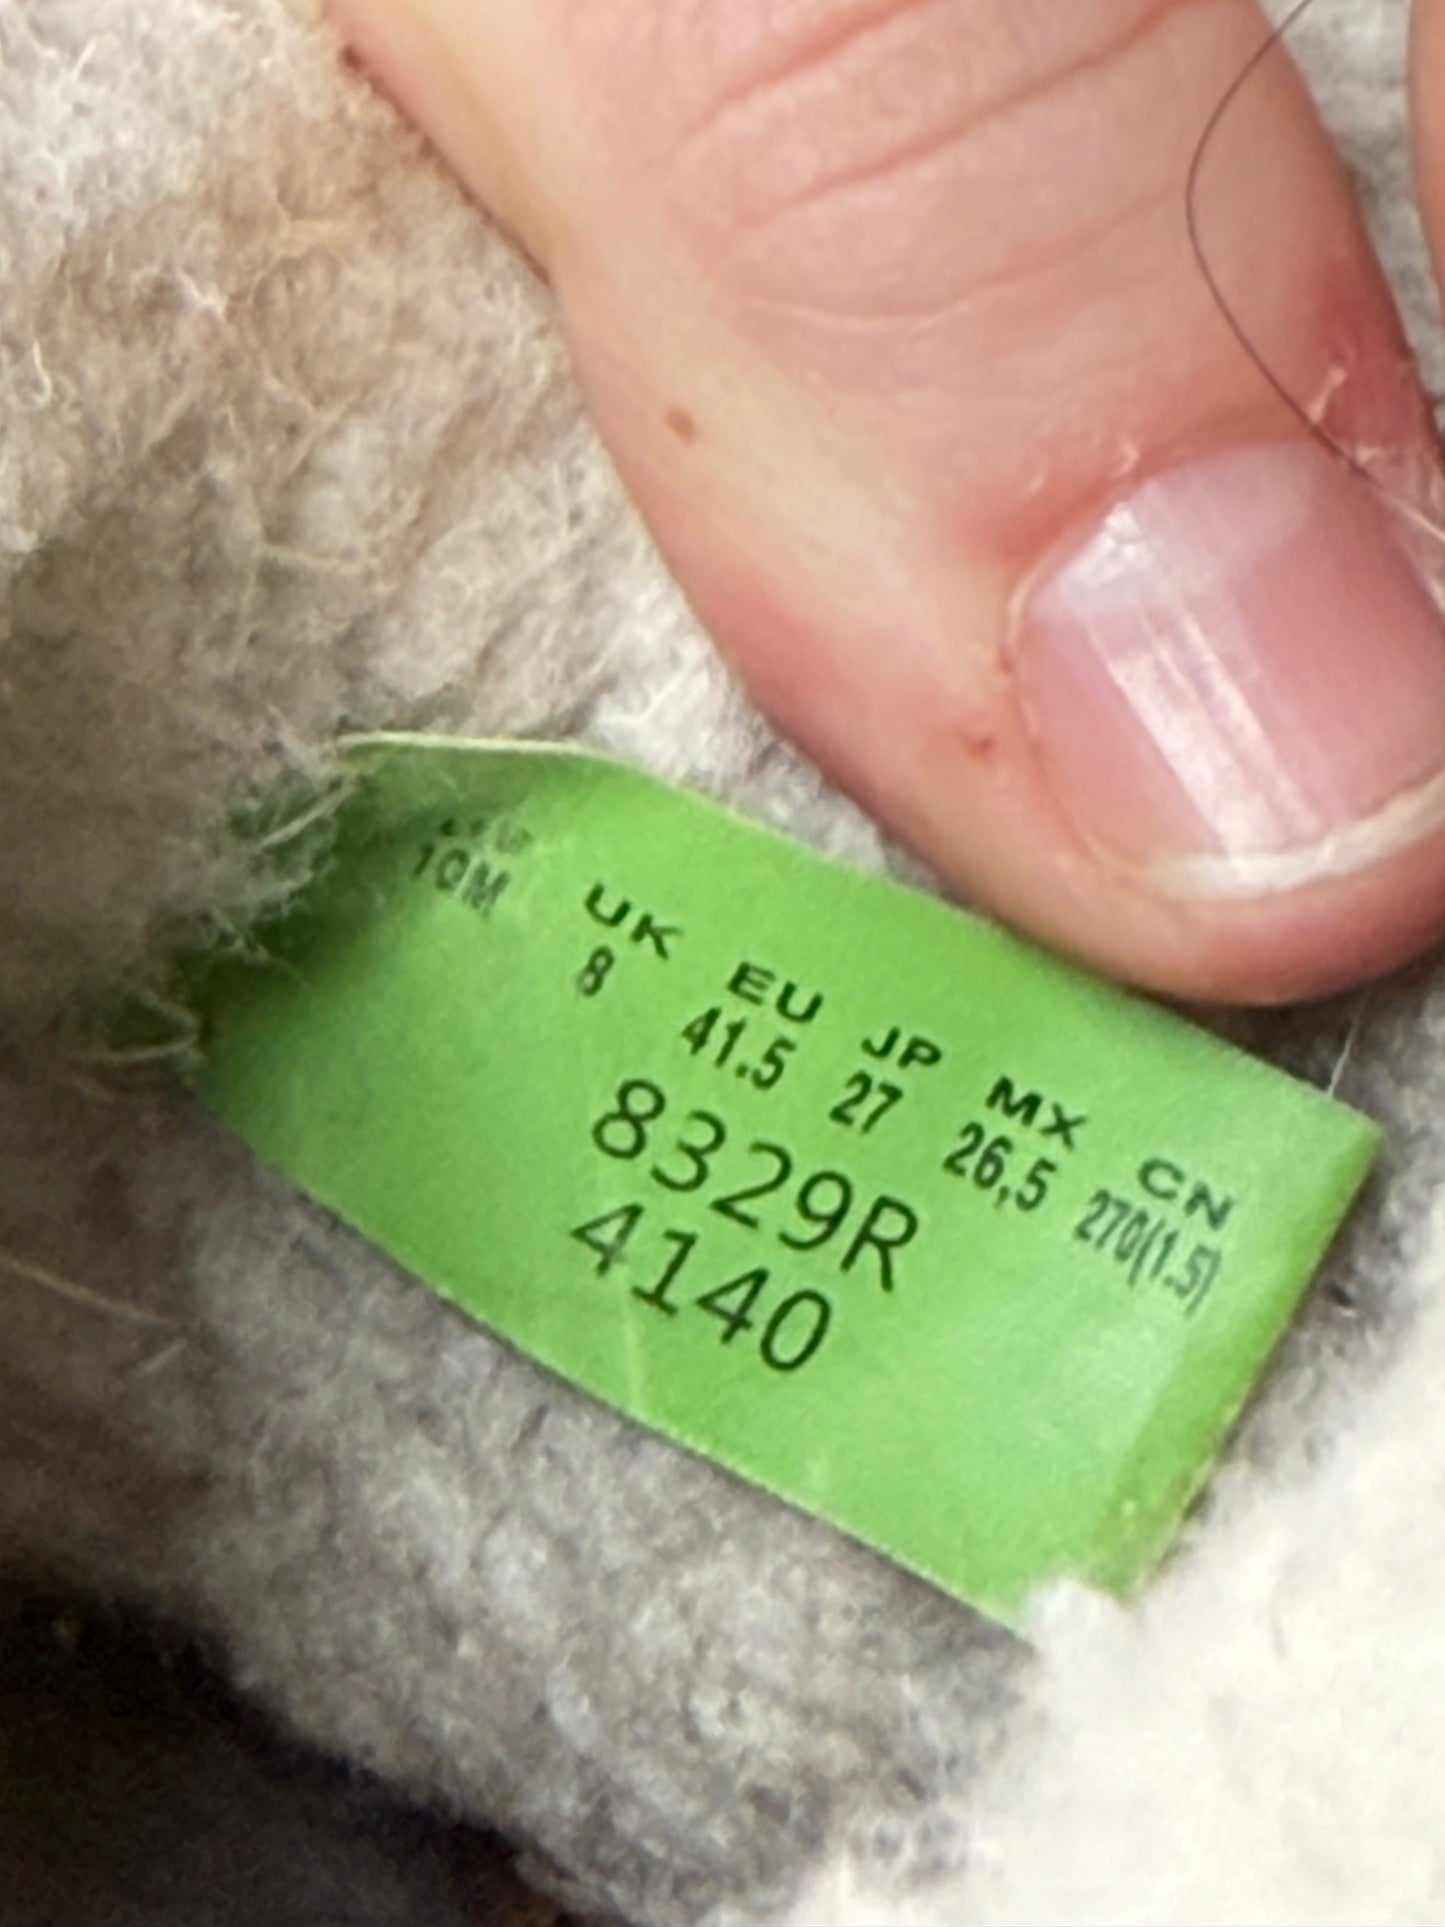 UK EU JP MX CN
10M 8 41.5 27 26,5 270(1.5)
8329R
4140